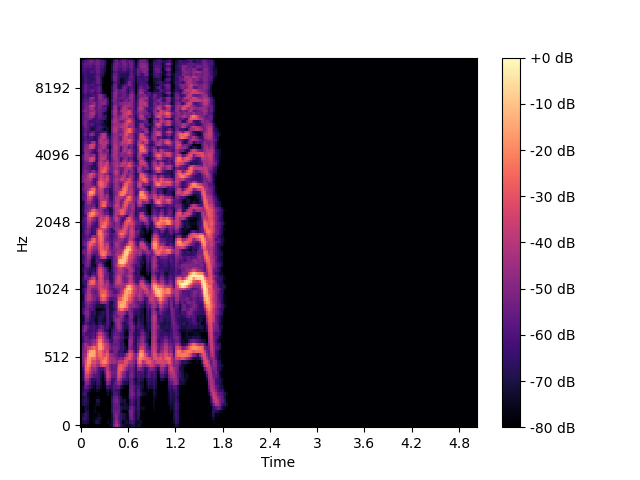 8192
4096
2048
1024
512
0
Hz
0 0.6 1.2 1.8 2.4 3 3.6 4.2 4.8
Time
+0 dB
-10 dB
-20 dB
-30 dB
-40 dB
-50 dB
-60 dB
-70 dB
-80 dB